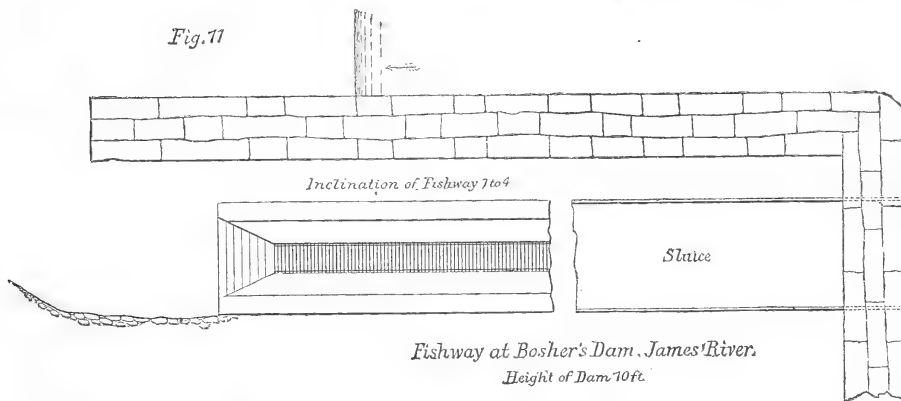 Fig. 11
Inclination of Fishway 1 to 4
Sluice
Fishway at Bosher's Dam, James River.
Height of Dam 10 ft.